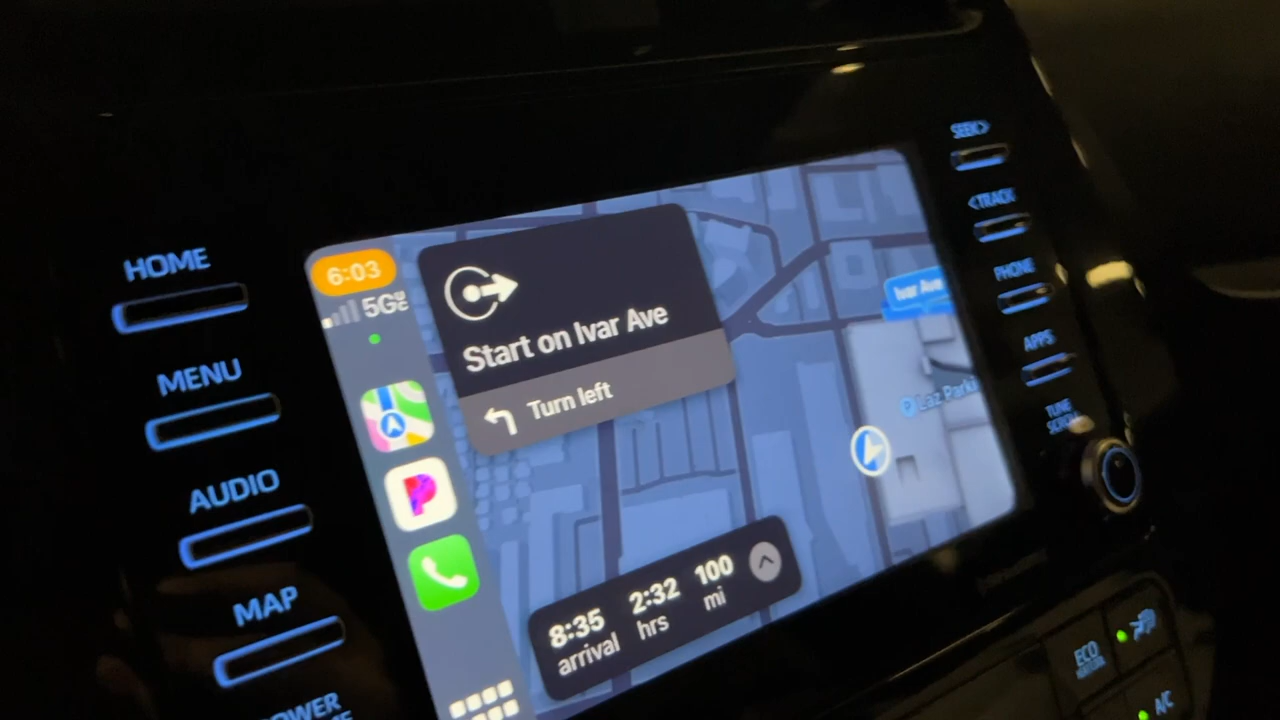 HOME
MENU
AUDIO
MAP
6:03
5G UC
Start on Ivar Ave
Turn left
Ivar Ave
8:35 2:32 100
arrival hrs mi
SEEK>
<TRACK
PHONE
APPS
TUNE
SCROLL
ECO
A/C